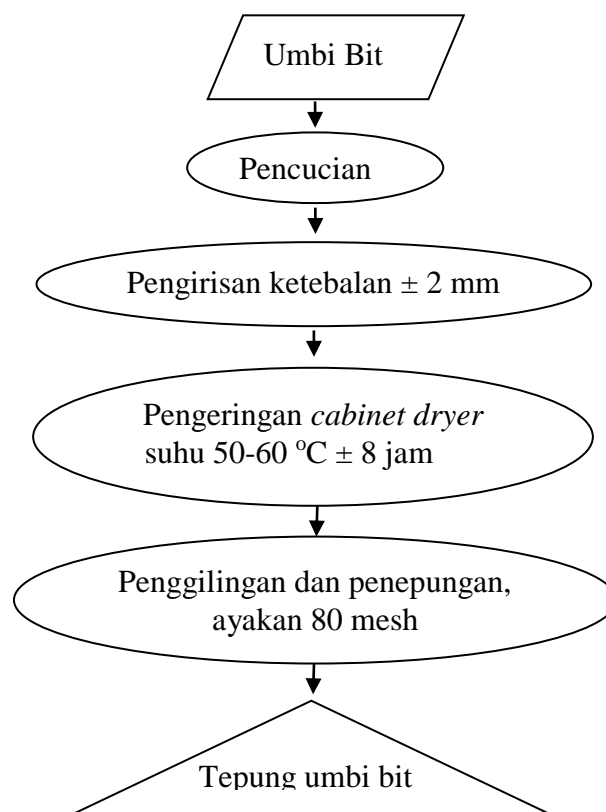 Umbi Bit
Pencucian
Pengirisan ketebalan ± 2 mm
Pengeringan cabinet dryer
suhu 50-60 °C ± 8 jam
Penggilingan dan penepungan,
ayakan 80 mesh
Tepung umbi bit